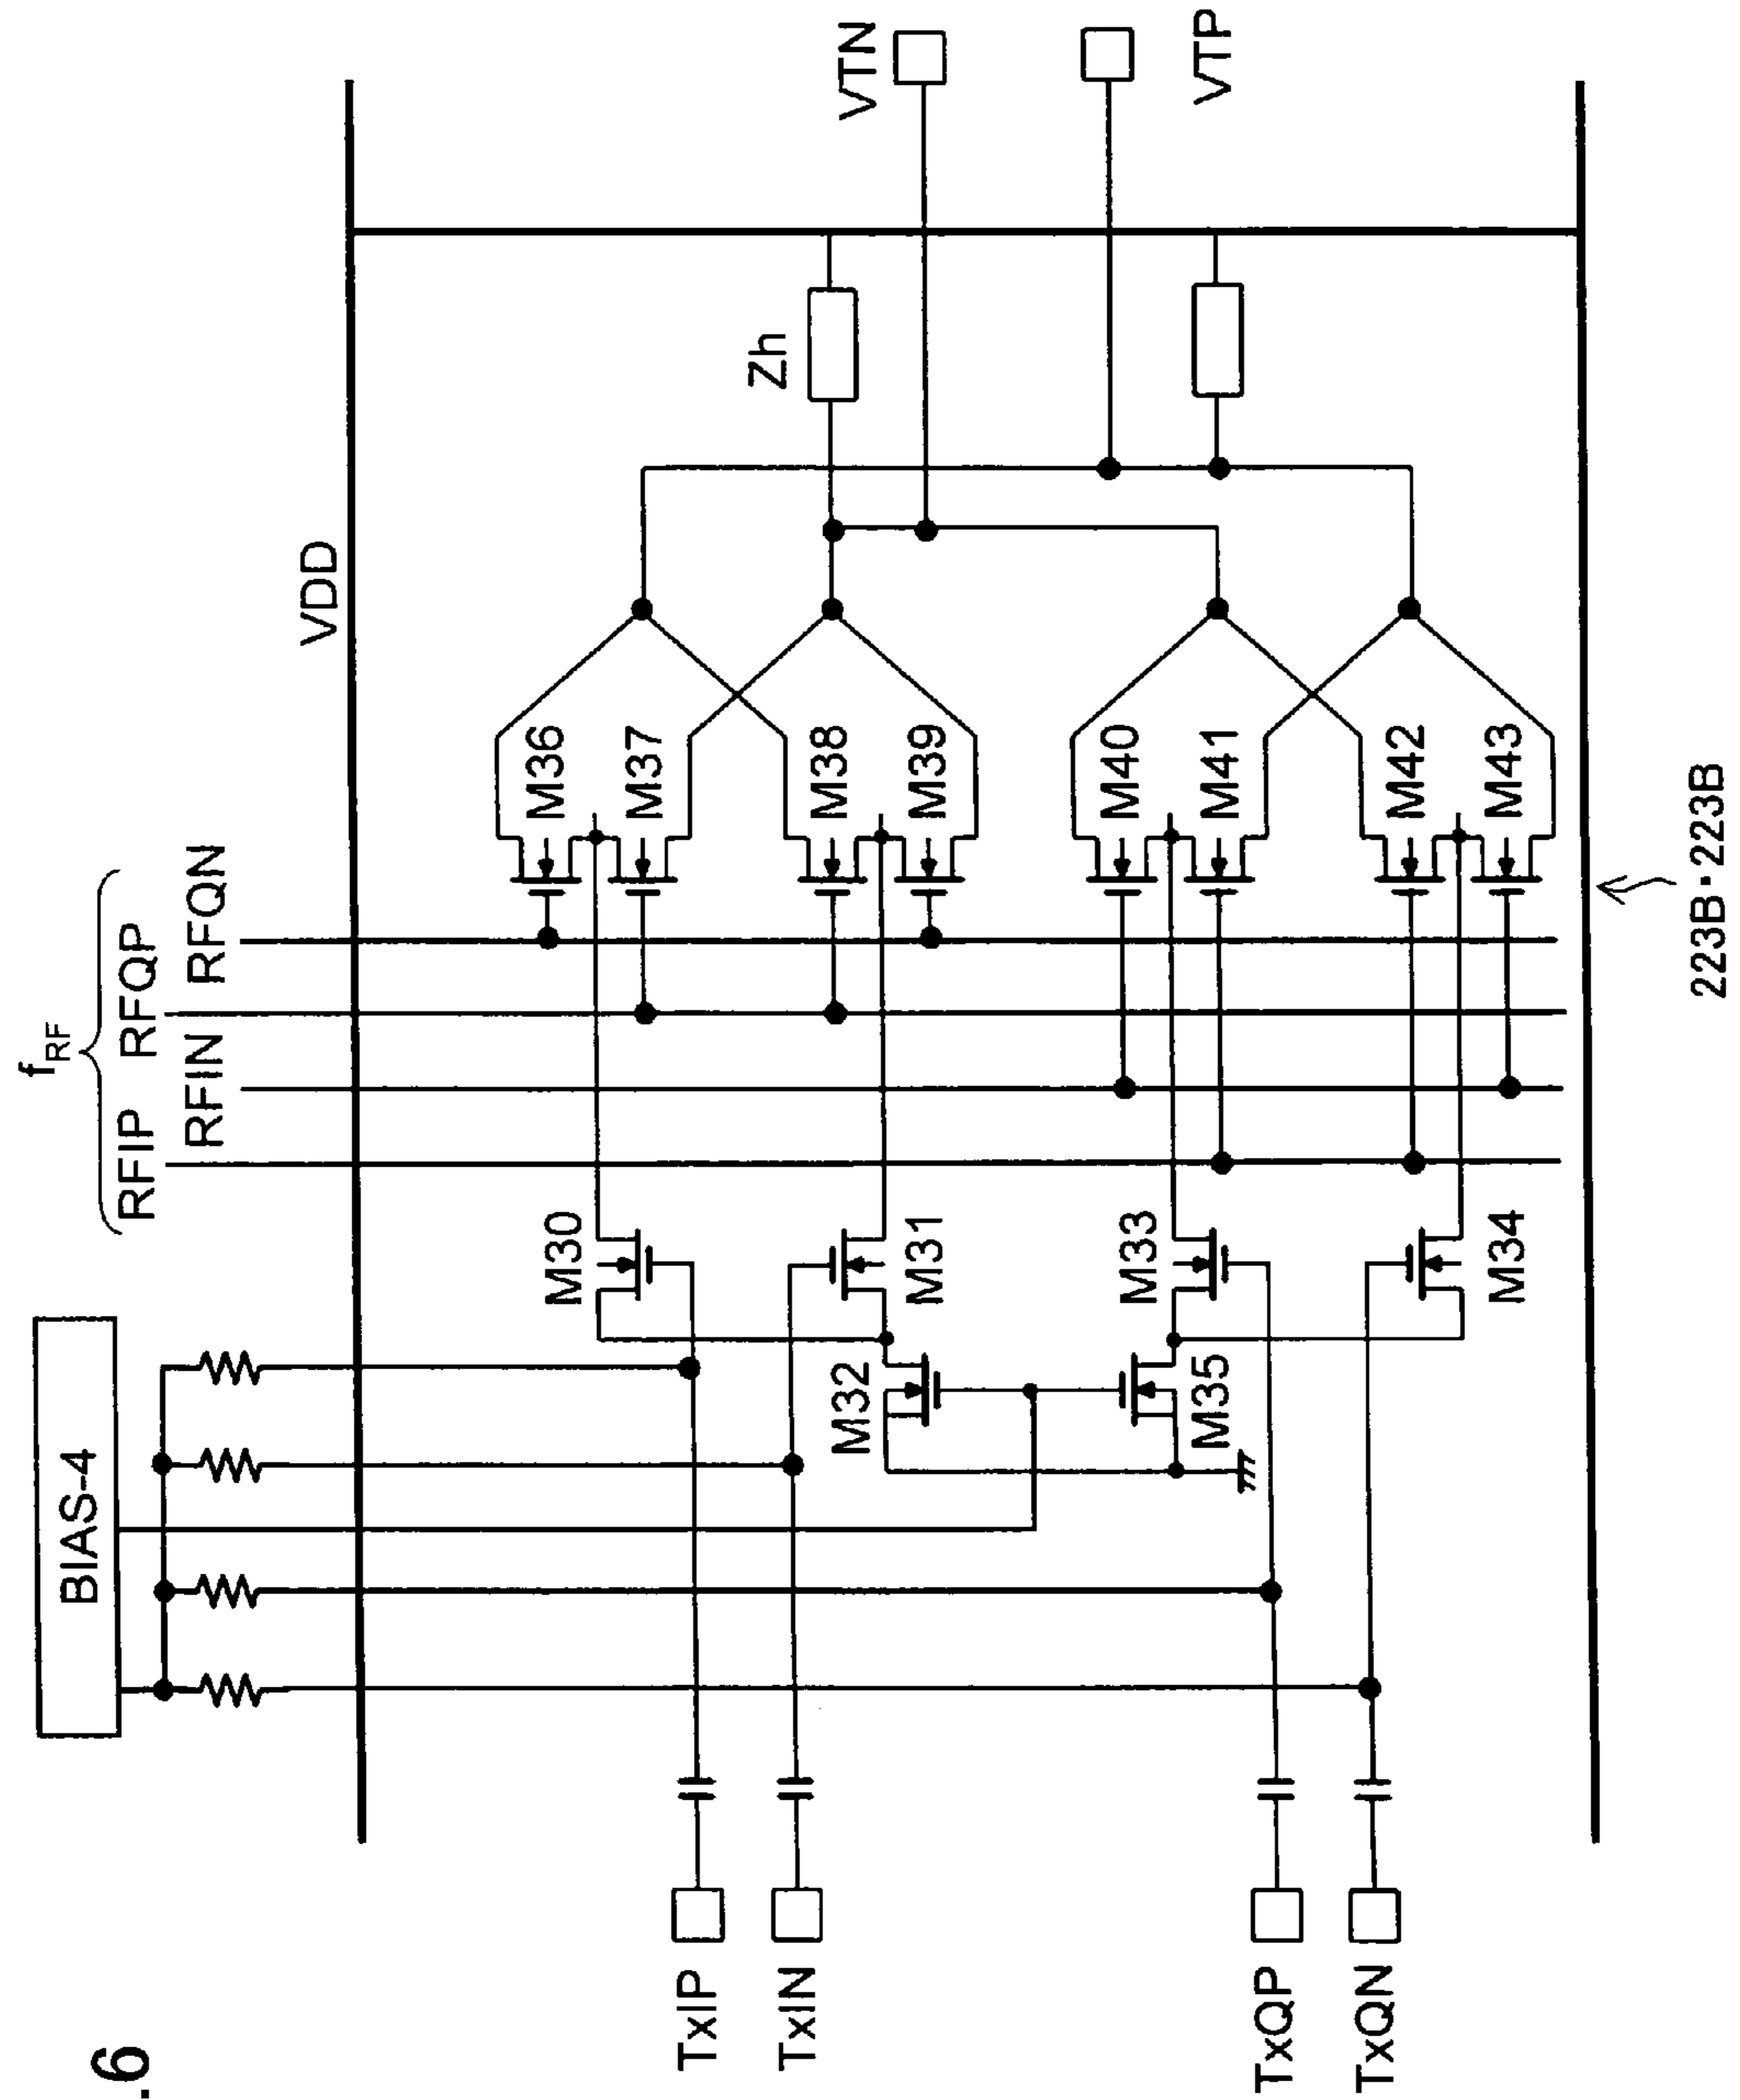 .6
BIAS-4
fRF
RFIP
RFQP
RFIN
RFQN
VDD
VTN
VTP
Zh
M30
M31
M32
M33
M34
M35
M36
M37
M38
M39
M40
M41
M42
M43
TxIP
TxIN
TxQP
TxQN
223B·223B